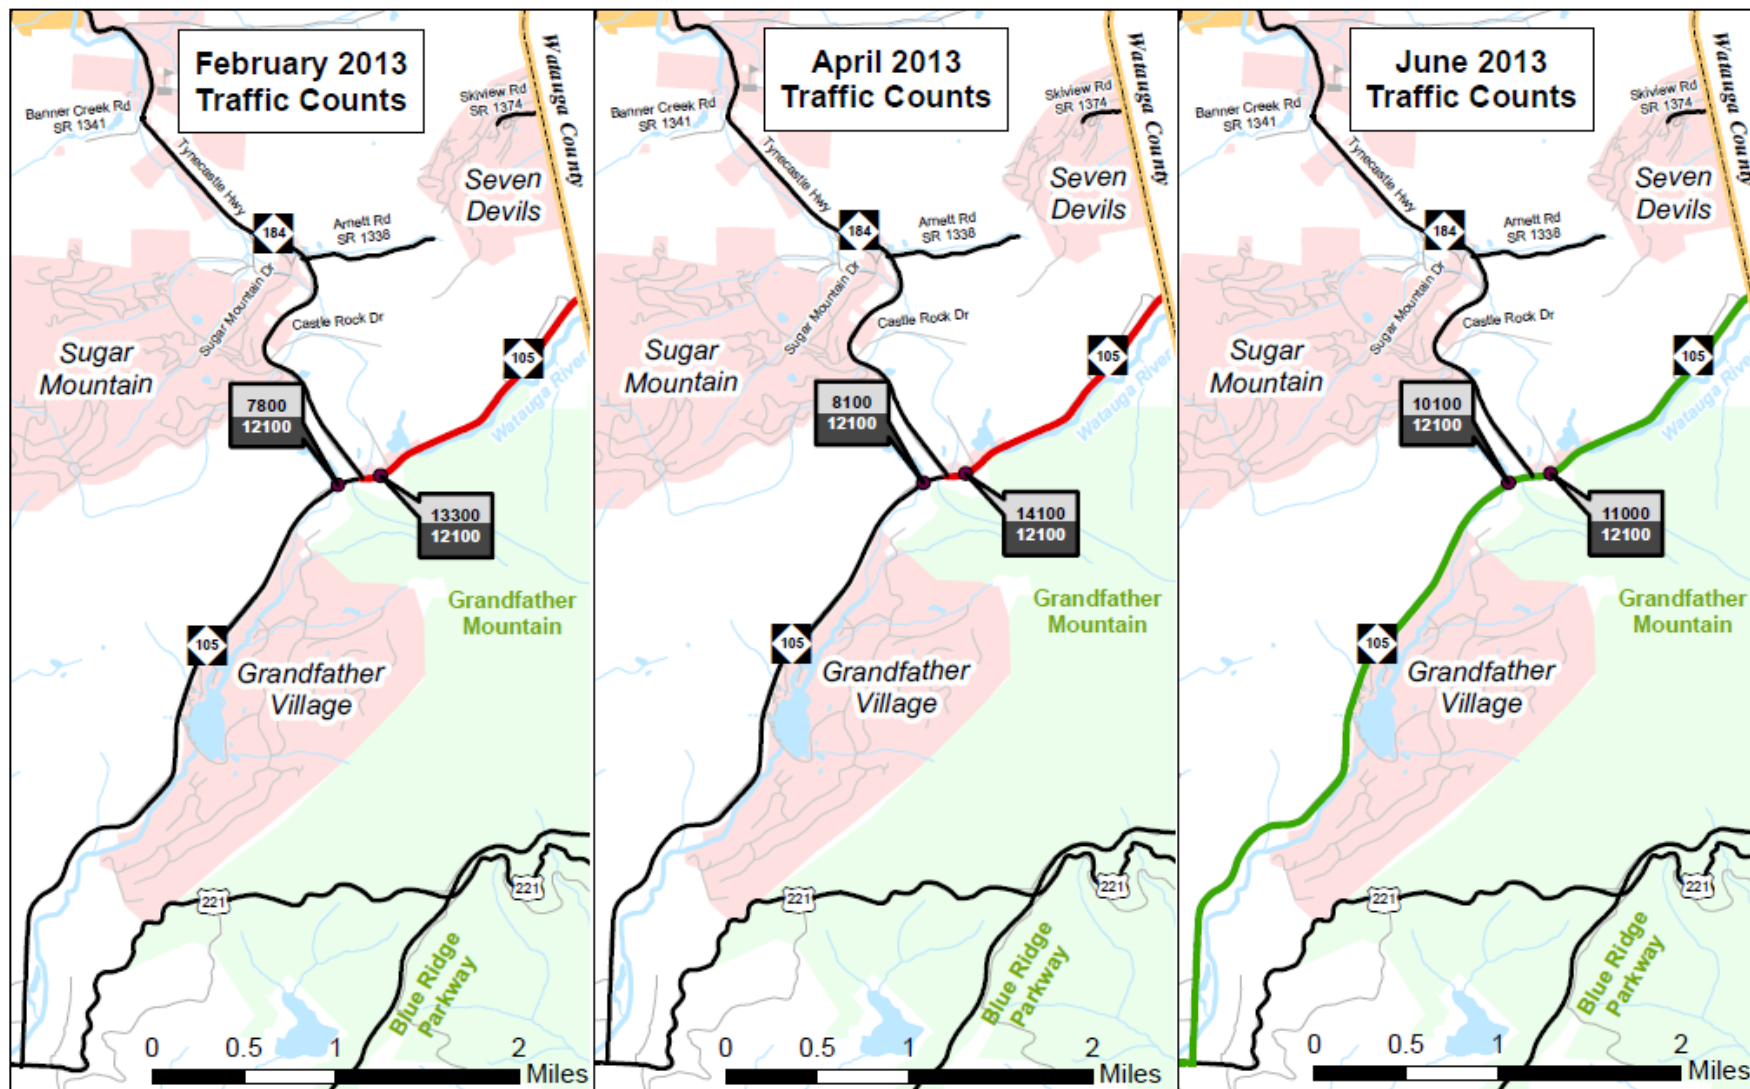 February 2013
Traffic Counts
Watauga County
Banner Creek Rd
SR 1341
Skiview Rd
SR 1374
Tynecastle Hwy
Seven
Devils
184
Arnett Rd
SR 1338
Sugar Mountain Dr
Castle Rock Dr
Sugar
Mountain
105
Watauga River
7800
12100
13300
12100
Grandfather
Mountain
105
Grandfather
Village
221
221
Blue Ridge
Parkway
0 0.5 1 2
Miles
April 2013
Traffic Counts
Watauga County
Banner Creek Rd
SR 1341
Skiview Rd
SR 1374
Tynecastle Hwy
Seven
Devils
184
Arnett Rd
SR 1338
Sugar Mountain Dr
Castle Rock Dr
Sugar
Mountain
105
Watauga River
8100
12100
14100
12100
Grandfather
Mountain
105
Grandfather
Village
221
221
Blue Ridge
Parkway
0 0.5 1 2
Miles
June 2013
Traffic Counts
Watauga County
Banner Creek Rd
SR 1341
Skiview Rd
SR 1374
Tynecastle Hwy
Seven
Devils
184
Arnett Rd
SR 1338
Sugar Mountain Dr
Castle Rock Dr
Sugar
Mountain
105
Watauga River
10100
12100
11000
12100
Grandfather
Mountain
105
Grandfather
Village
221
221
Blue Ridge
Parkway
0 0.5 1 2
Miles